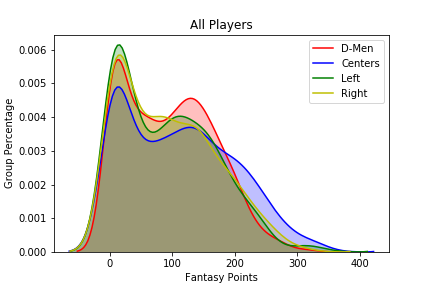 All Players
D-Men
Centers
Left
Right
Group Percentage
0.006
0.005
0.004
0.003
0.002
0.001
0.000
0
100
200
300
400
Fantasy Points